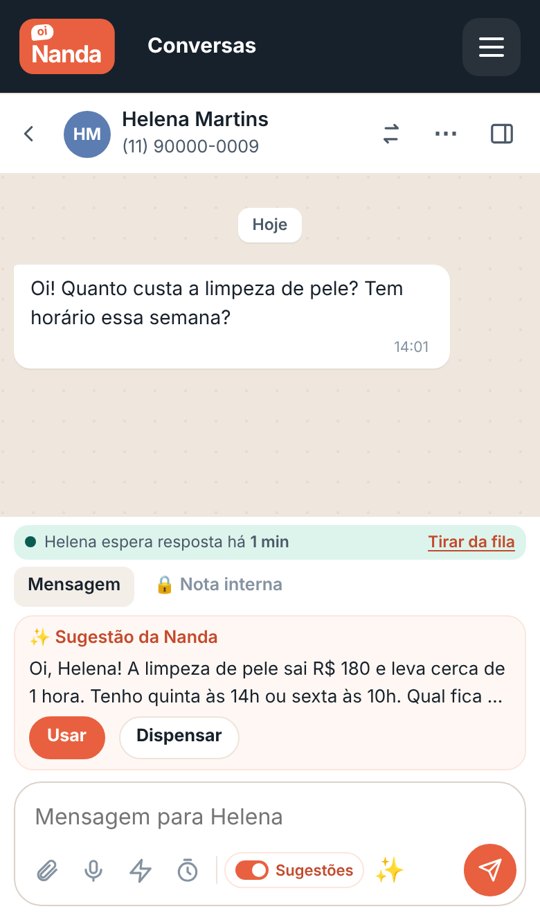 oi
Nanda
Conversas
HM
Helena Martins
(11) 90000-0009
Hoje
Oi! Quanto custa a limpeza de pele? Tem
horário essa semana?
14:01
Helena espera resposta há 1 min
Tirar da fila
Mensagem
Nota interna
Sugestão da Nanda
Oi, Helena! A limpeza de pele sai R$ 180 e leva cerca de
1 hora. Tenho quinta às 14h ou sexta às 10h. Qual fica ...
Usar
Dispensar
Mensagem para Helena
Sugestões